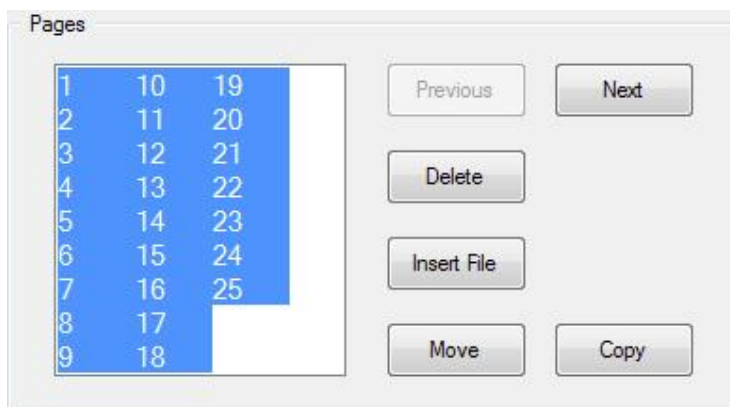 Pages
1 10 19
2 11 20
3 12 21
4 13 22
5 14 23
6 15 24
7 16 25
8 17
9 18
Previous Next
Delete
Insert File
Move Copy